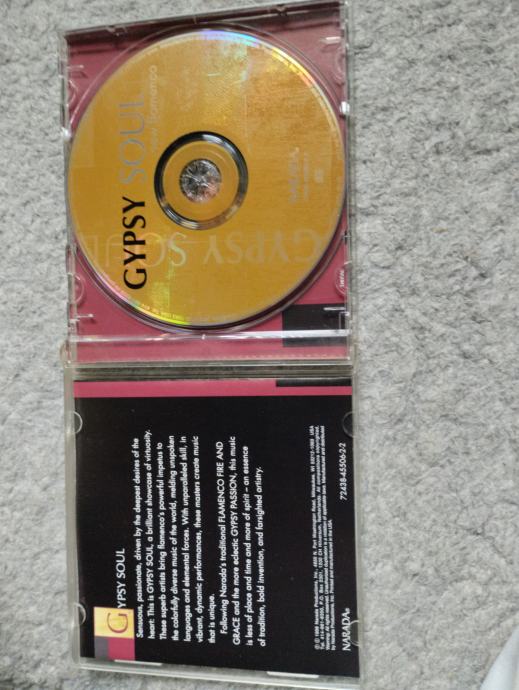 GYPSY SOUL
New Flamenco
GYPSY SOUL
NARADA
GYPSY SOUL
Sensuous, passionate, driven by the deepest desires of the
heart: This is GYPSY SOUL, a brilliant showcase of virtuosity.
These superb artists bring flamenco's powerful impetus to
the colorfully diverse music of the world, melding unspoken
languages and elemental forces. With unparalleled skill, in
vibrant, dynamic performances, these masters create music
that is unique.
Following Narada's traditional FLAMENCO FIRE AND
GRACE and the more eclectic GYPSY PASSION, this music
is less of place and time and more of spirit – an essence
of tradition, bold invention, and farsighted artistry.
NARADA®
72438-45506-2-2